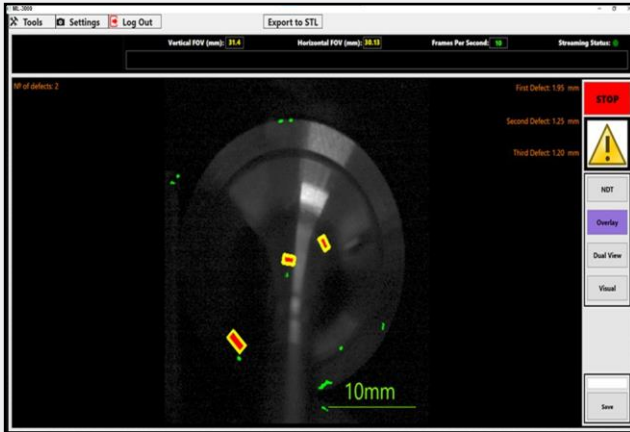 ML-3000
Tools
Settings
Log Out
Export to STL
Vertical FOV (mm): 31.4
Horizontal FOV (mm): 30.13
Frames Per Second: 10
Streaming Status:
Nº of defects: 2
First Defect: 1.95 mm
Second Defect: 1.25 mm
Third Defect: 1.20 mm
STOP
NDT
Overlay
Dual View
Visual
10mm
Save